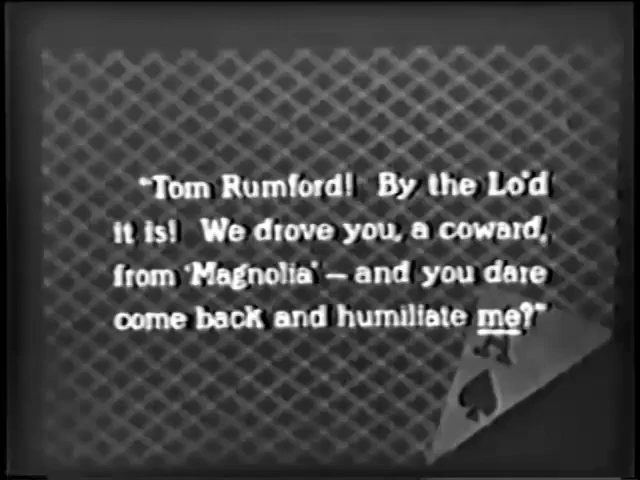 "Tom Rumford! By the Lo'd
it is! We drove you, a coward,
from 'Magnolia' — and you dare
come back and humiliate me?"
A